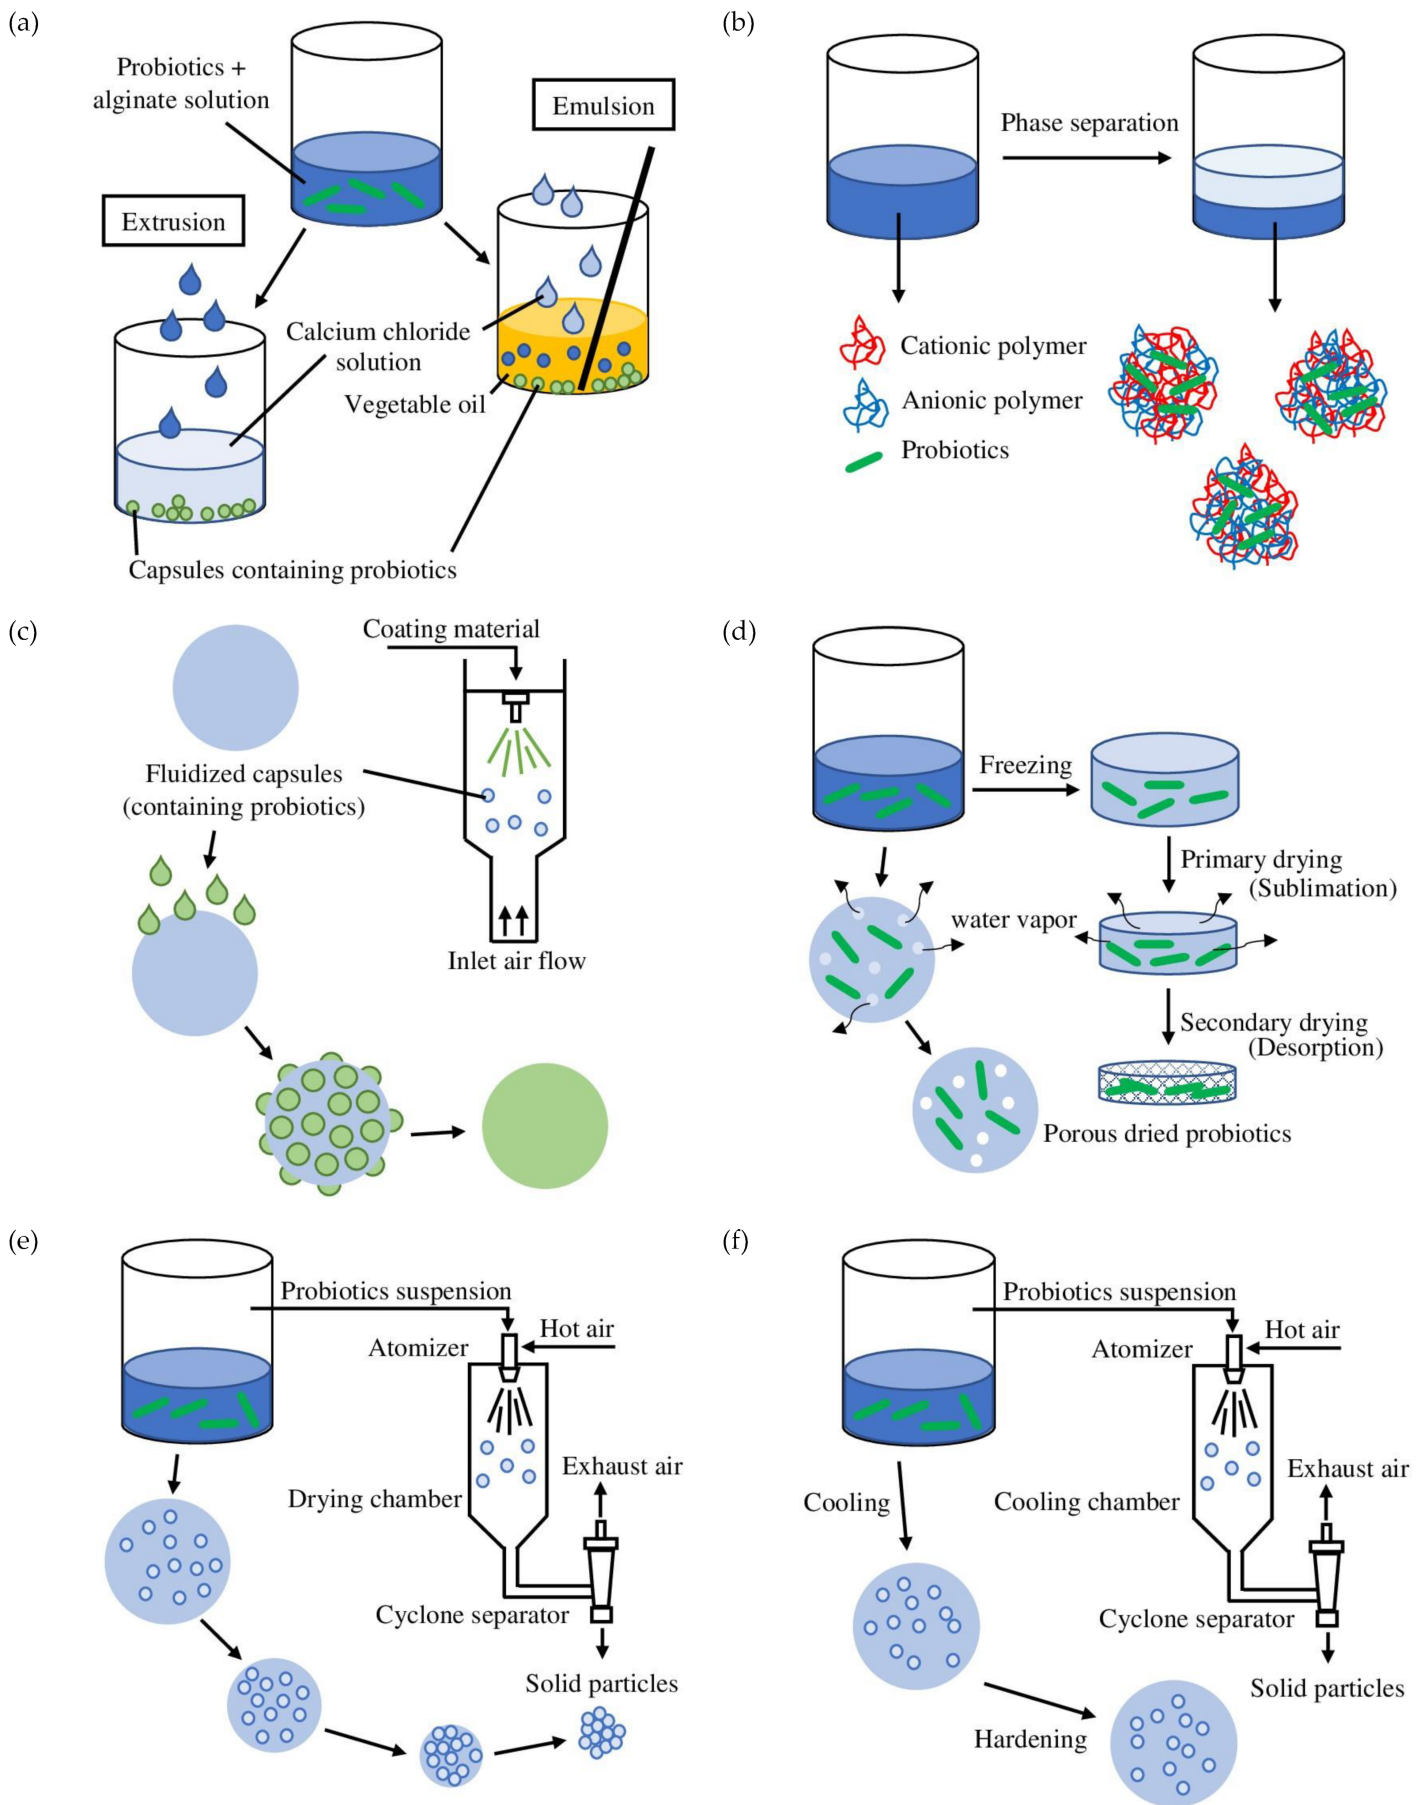 (a)
Probiotics +
alginate solution
Emulsion
Extrusion
Calcium chloride
solution
Vegetable oil
Capsules containing probiotics
(b)
Phase separation
Cationic polymer
Anionic polymer
Probiotics
(c)
Coating material
Fluidized capsules
(containing probiotics)
Inlet air flow
(d)
Freezing
Primary drying
(Sublimation)
water vapor
Secondary drying
(Desorption)
Porous dried probiotics
(e)
Probiotics suspension
Hot air
Atomizer
Exhaust air
Drying chamber
Cyclone separator
Solid particles
(f)
Probiotics suspension
Hot air
Atomizer
Exhaust air
Cooling
Cooling chamber
Cyclone separator
Solid particles
Hardening